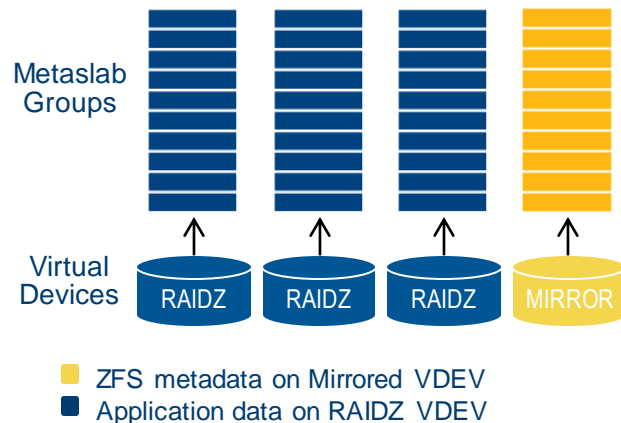 Metaslab
Groups
Virtual
Devices
RAIDZ
RAIDZ
RAIDZ
MIRROR
ZFS metadata on Mirrored VDEV
Application data on RAIDZ VDEV